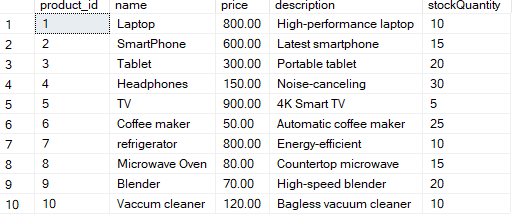 product_id name price description stockQuantity
1 1 Laptop 800.00 High-performance laptop 10
2 2 SmartPhone 600.00 Latest smartphone 15
3 3 Tablet 300.00 Portable tablet 20
4 4 Headphones 150.00 Noise-canceling 30
5 5 TV 900.00 4K Smart TV 5
6 6 Coffee maker 50.00 Automatic coffee maker 25
7 7 refrigerator 800.00 Energy-efficient 10
8 8 Microwave Oven 80.00 Countertop microwave 15
9 9 Blender 70.00 High-speed blender 20
10 10 Vaccum cleaner 120.00 Bagless vacuum cleaner 10